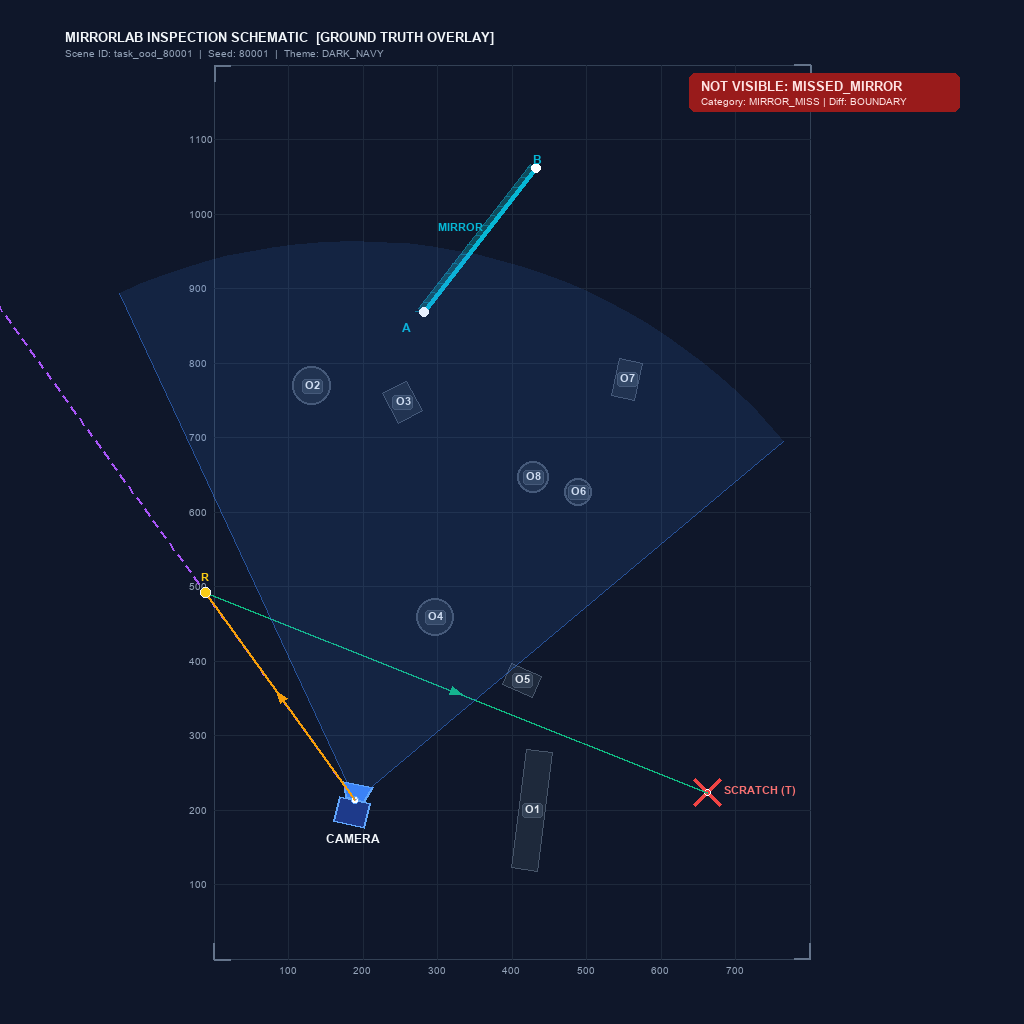 MIRRORLAB INSPECTION SCHEMATIC [GROUND TRUTH OVERLAY]
Scene ID: task_ood_80001 | Seed: 80001 | Theme: DARK_NAVY
NOT VISIBLE: MISSED_MIRROR
Category: MIRROR_MISS | Diff: BOUNDARY
1100
B
1000
MIRROR
900
A
800
O2
O3
O7
700
O8
O6
600
R
500
O4
400
O5
300
SCRATCH (T)
200
O1
CAMERA
100
100 200 300 400 500 600 700